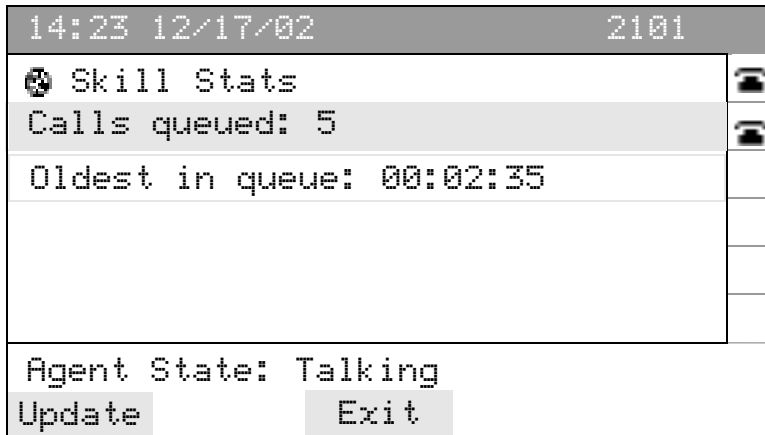 14:23 12/17/02 2101
Skill Stats
Calls queued: 5
Oldest in queue: 00:02:35
Agent State: Talking
Update Exit